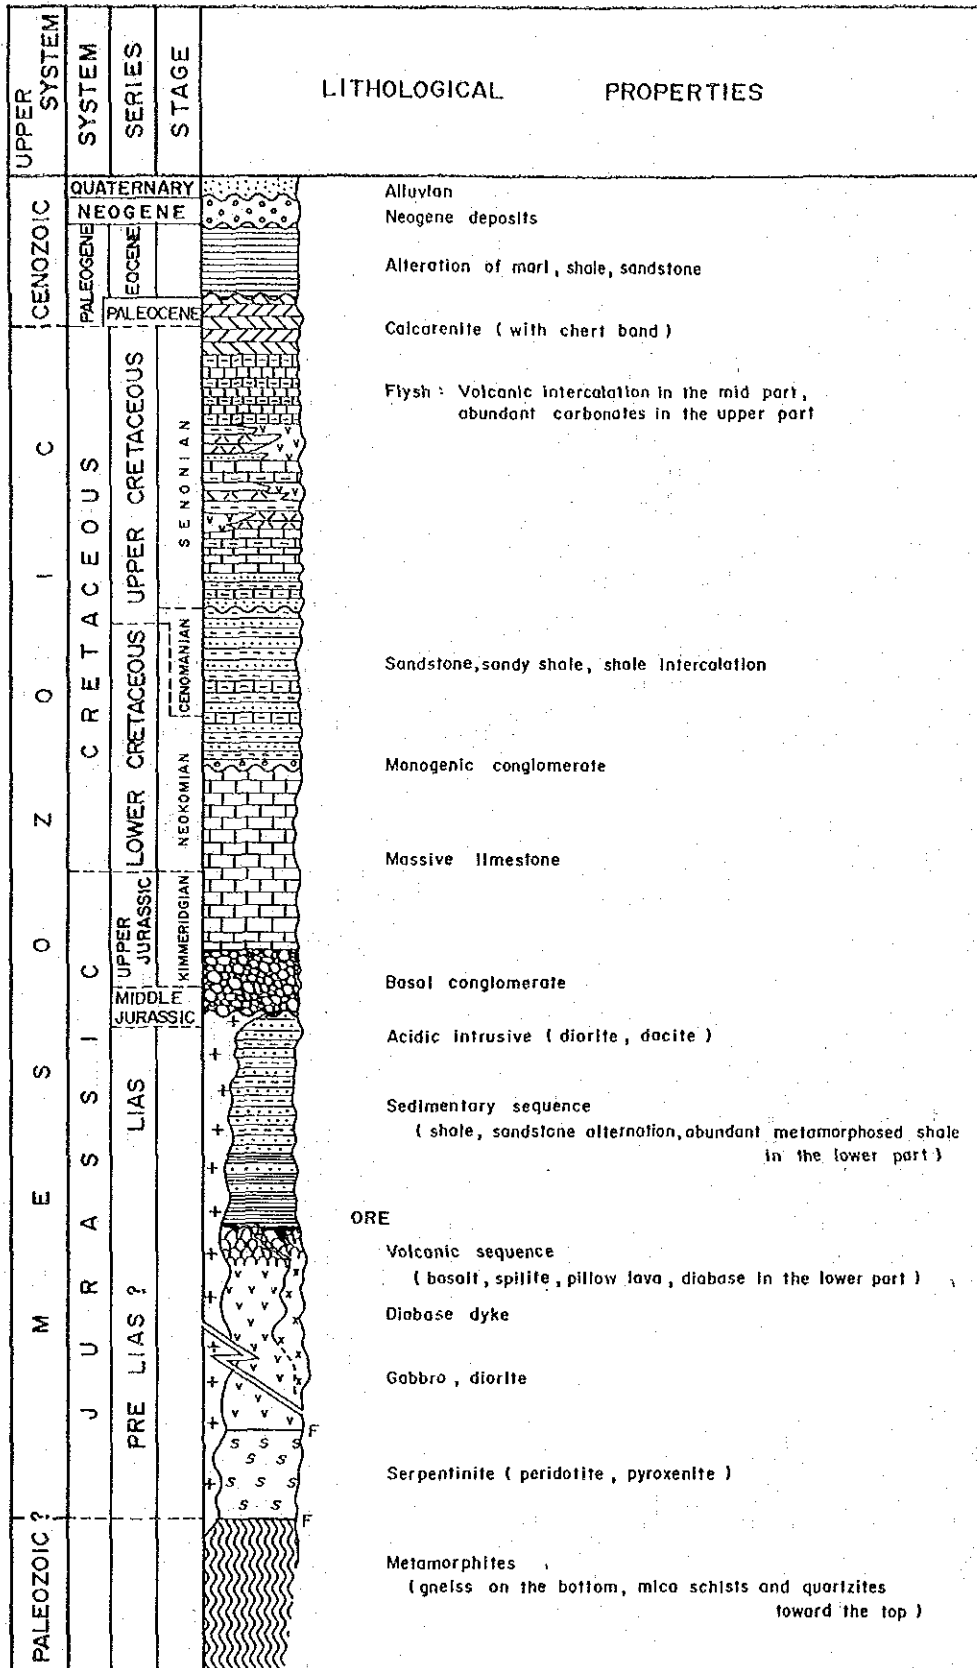 UPPER SYSTEM
SYSTEM
SERIES
STAGE
LITHOLOGICAL PROPERTIES
CENOZOIC
QUATERNARY
Alluvian
NEOGENE
Neogene deposits
PALEOGENE
EOCENE
Alteration of marl, shale, sandstone
PALEOCENE
Calcarenite ( with chert band )
MESOZOIC
CRETACEOUS
UPPER CRETACEOUS
SENONIAN
Flysh : Volcanic intercalation in the mid part,
abundant carbonates in the upper part
LOWER CRETACEOUS
CENOMANIAN
Sandstone, sandy shale, shale intercalation
NEOKOMIAN
Monogenic conglomerate
Massive limestone
JURASSIC
UPPER JURASSIC
KIMMERIDGIAN
Basal conglomerate
MIDDLE
JURASSIC
Acidic intrusive ( diorite, dacite )
LIAS
Sedimentary sequence
( shale, sandstone alternation, abundant metamorphosed shale
in the lower part )
ORE
PRE LIAS ?
Volcanic sequence
( basalt, spilite, pillow lava, diabase in the lower part )
Diabase dyke
Gabbro, diorite
F
Serpentinite ( peridotite, pyroxenite )
F
PALEOZOIC ?
Metamorphites
( gneiss on the bottom, mica schists and quartzites
toward the top )